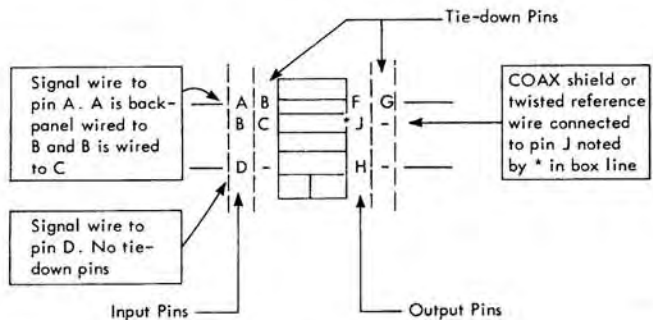 Tie-down Pins
Signal wire to
pin A. A is back-
panel wired to
B and B is wired
to C
A B
B C
D -
F G
* J -
H -
COAX shield or
twisted reference
wire connected
to pin J noted
by * in box line
Signal wire to
pin D. No tie-
down pins
Input Pins
Output Pins